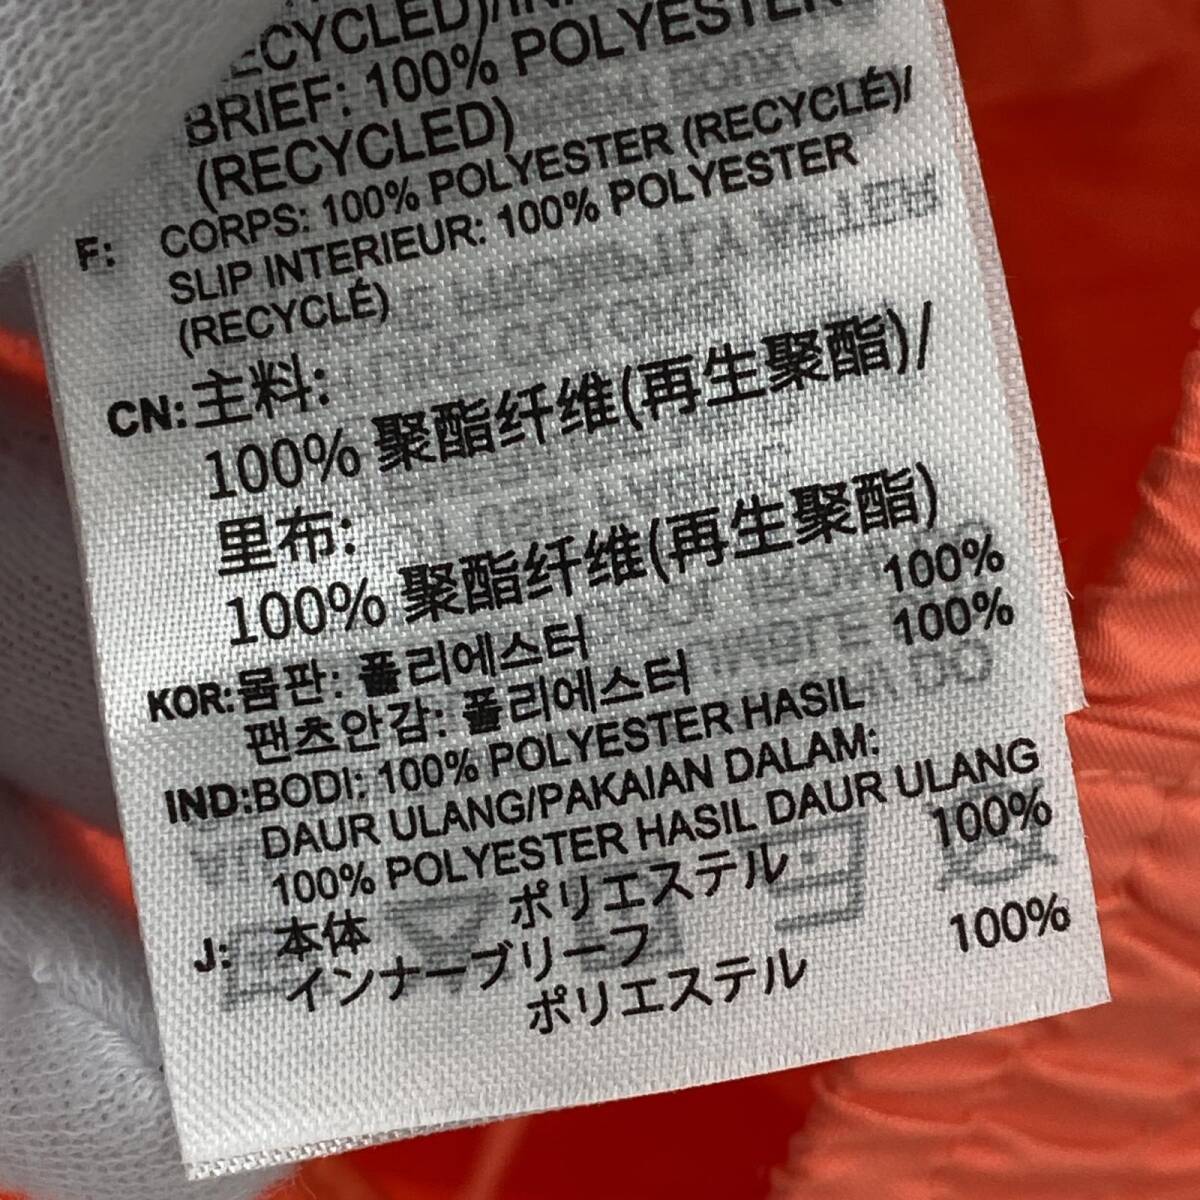 BRIEF: 100% POLYESTER
(RECYCLED)
F: CORPS: 100% POLYESTER (RECYCLÉ)/
SLIP INTERIEUR: 100% POLYESTER
(RECYCLÉ)
CN: 主料:
100% 聚酯纤维(再生聚酯)/
里布:
100% 聚酯纤维(再生聚酯)
KOR: 몸판: 폴리에스터 100%
팬츠안감: 폴리에스터 100%
IND: BODI: 100% POLYESTER HASIL
DAUR ULANG/PAKAIAN DALAM:
100% POLYESTER HASIL DAUR ULANG
J: 本体 ポリエステル 100%
インナーブリーフ
ポリエステル 100%